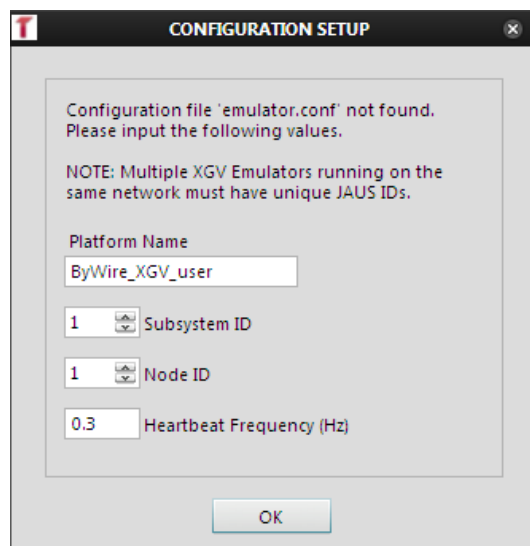 CONFIGURATION SETUP
Configuration file 'emulator.conf' not found.
Please input the following values.
NOTE: Multiple XGV Emulators running on the
same network must have unique JAUS IDs.
Platform Name
ByWire_XGV_user
1 Subsystem ID
1 Node ID
0.3 Heartbeat Frequency (Hz)
OK